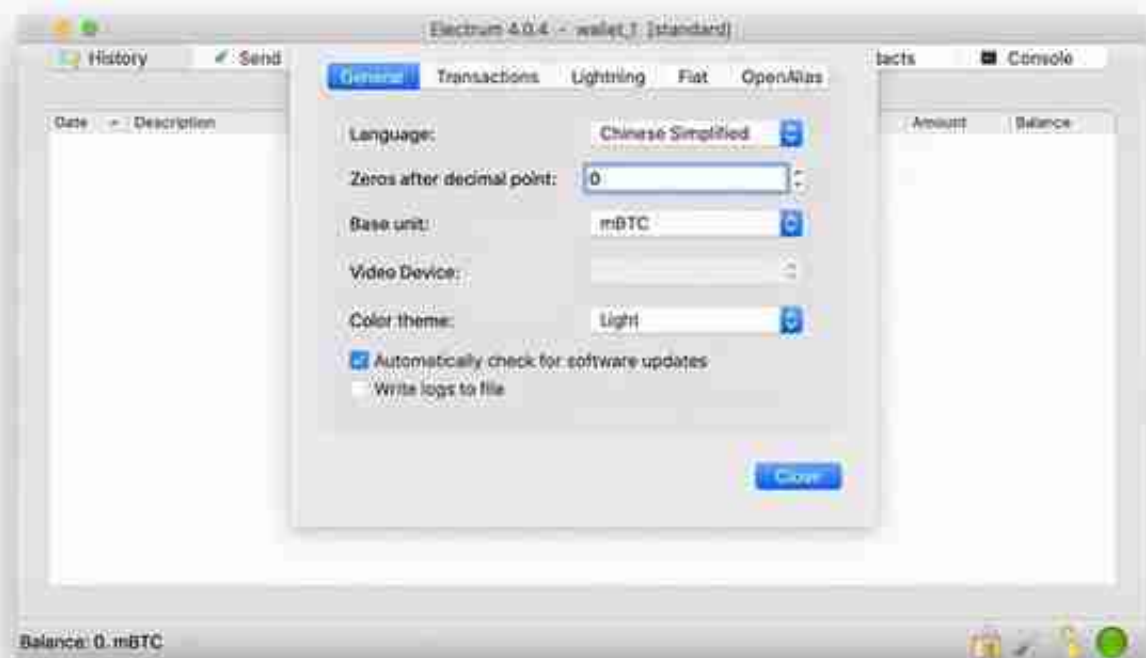 Electrum 4.0.4 - wallet_1 [standard]
History Send tacts Console
General Transactions Lightning Fiat OpenAlias
Date Description Amount Balance
Language: Chinese Simplified
Zeros after decimal point: 0
Base unit: mBTC
Video Device:
Color theme: Light
Automatically check for software updates
Write logs to file
Close
Balance: 0. mBTC